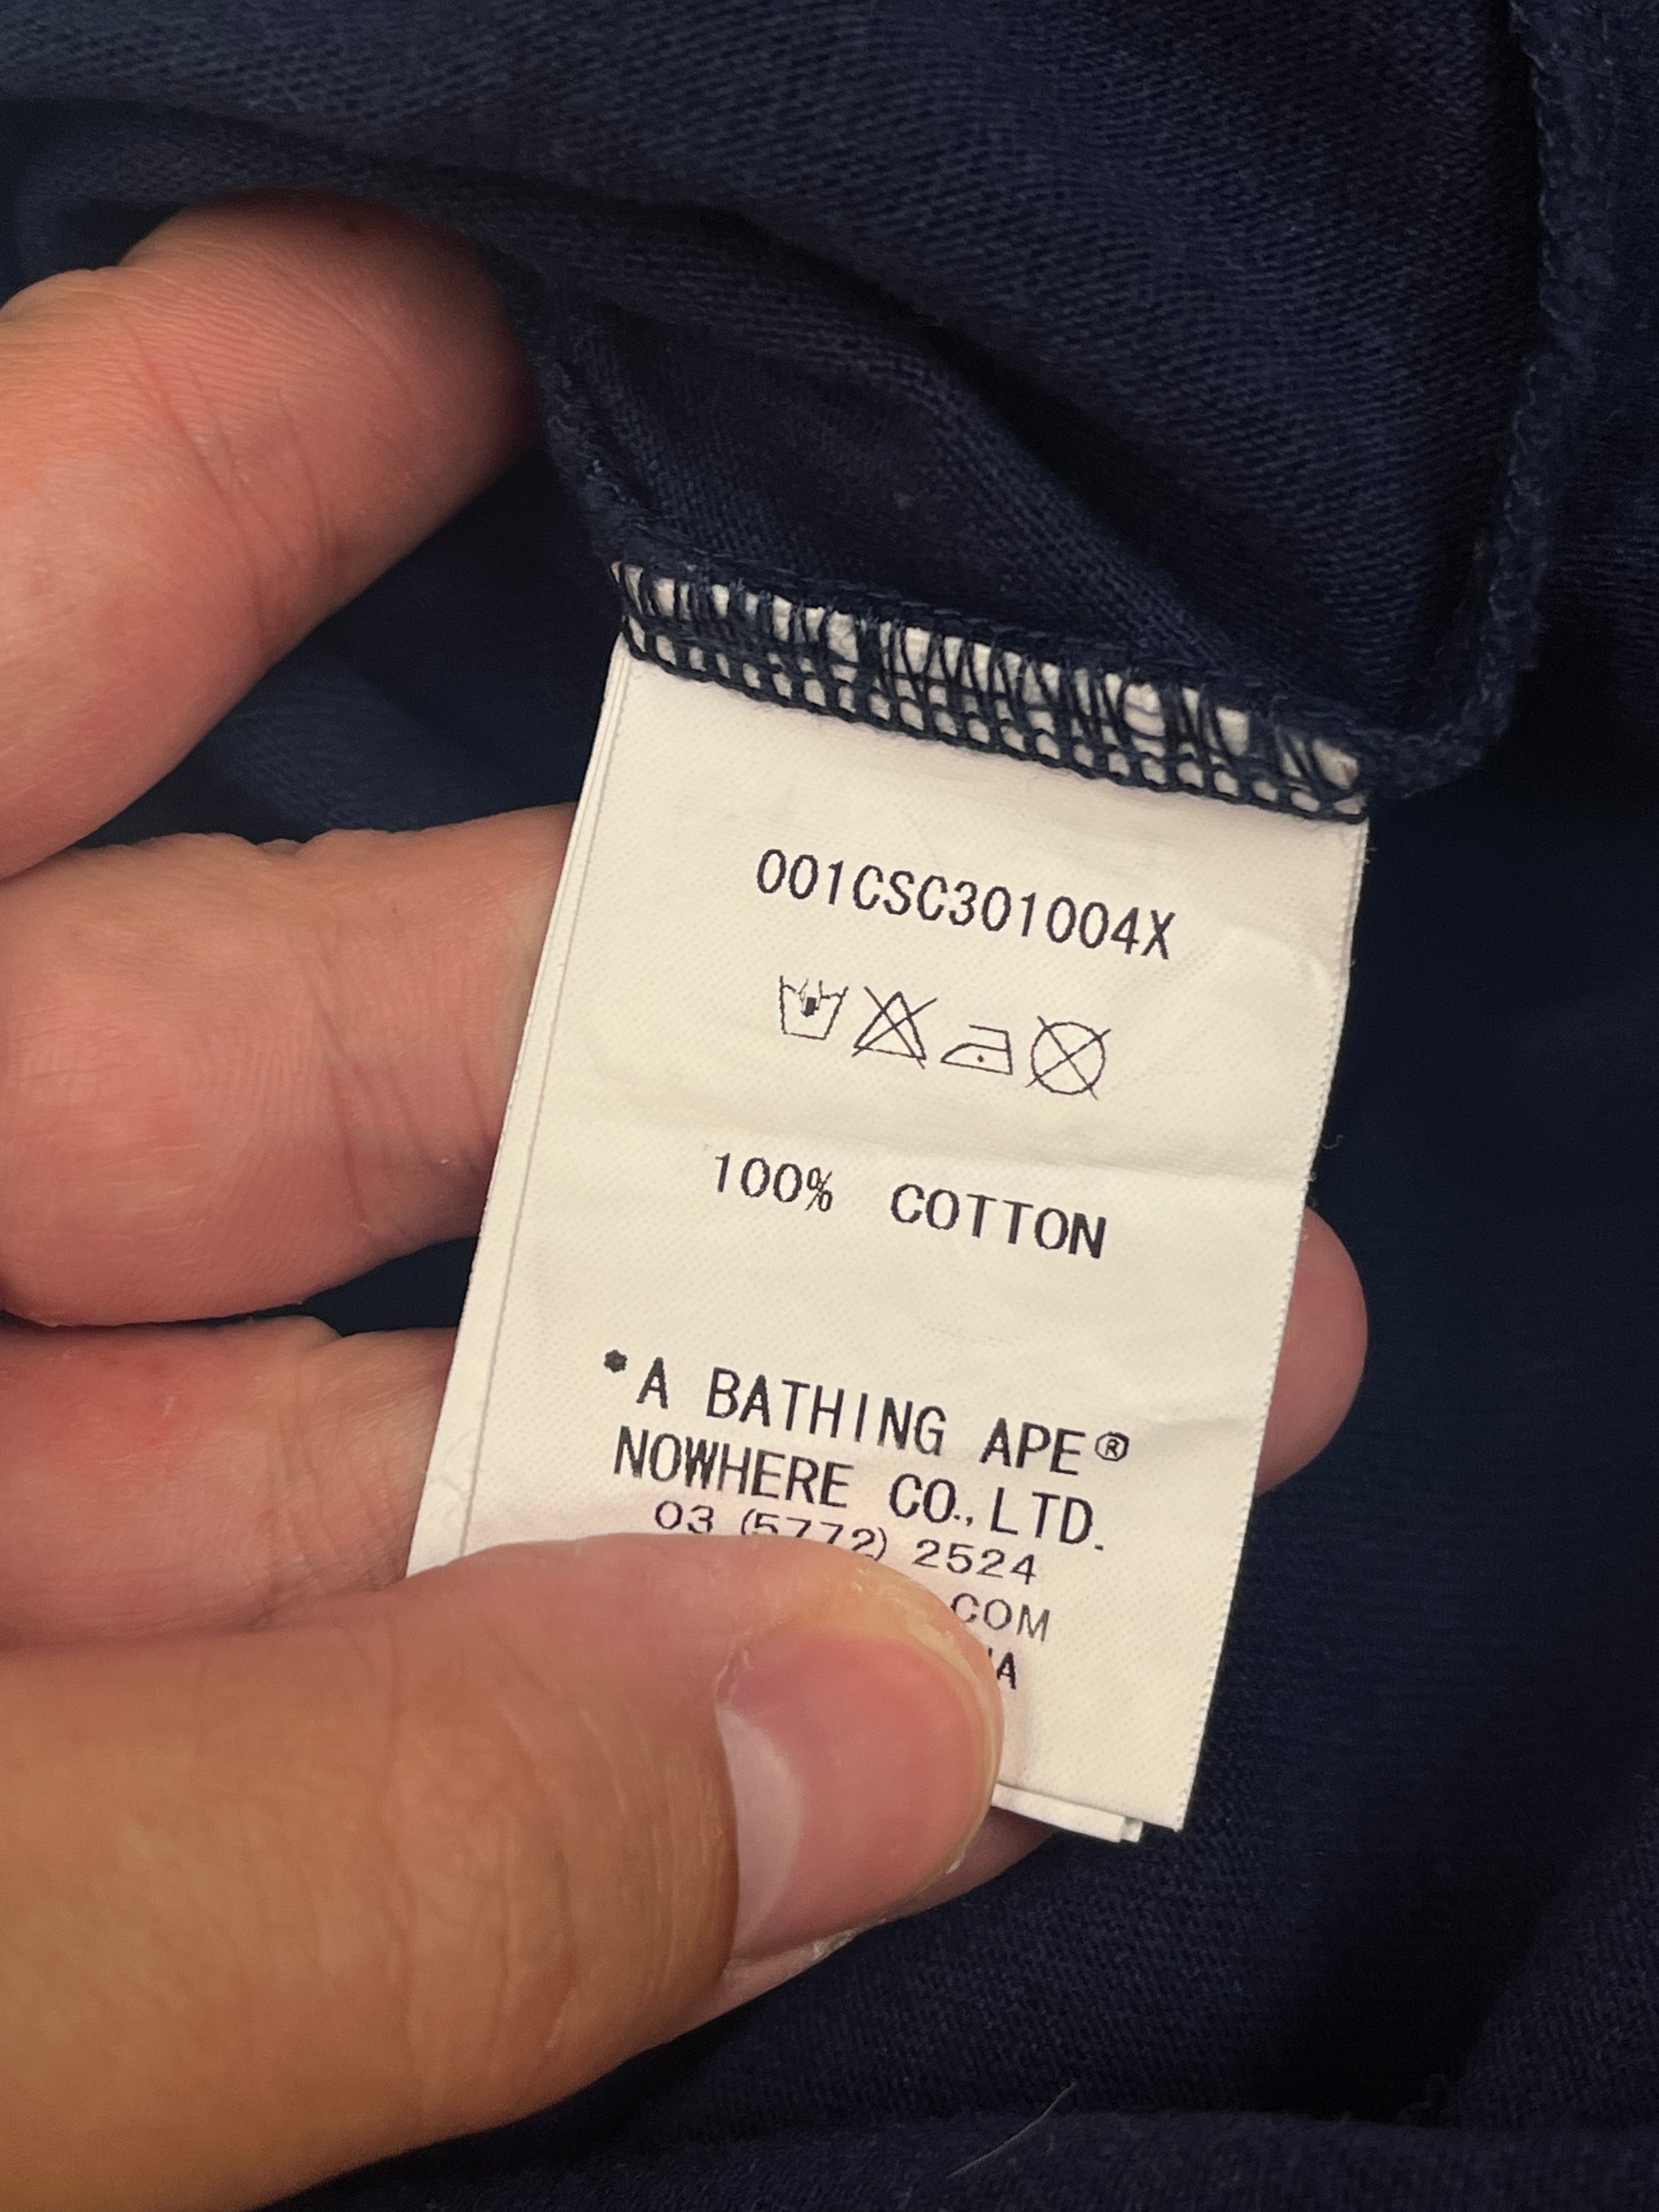 001CSC301004X
100% COTTON
•A BATHING APE®
NOWHERE CO.,LTD.
03 (5772) 2524
COM